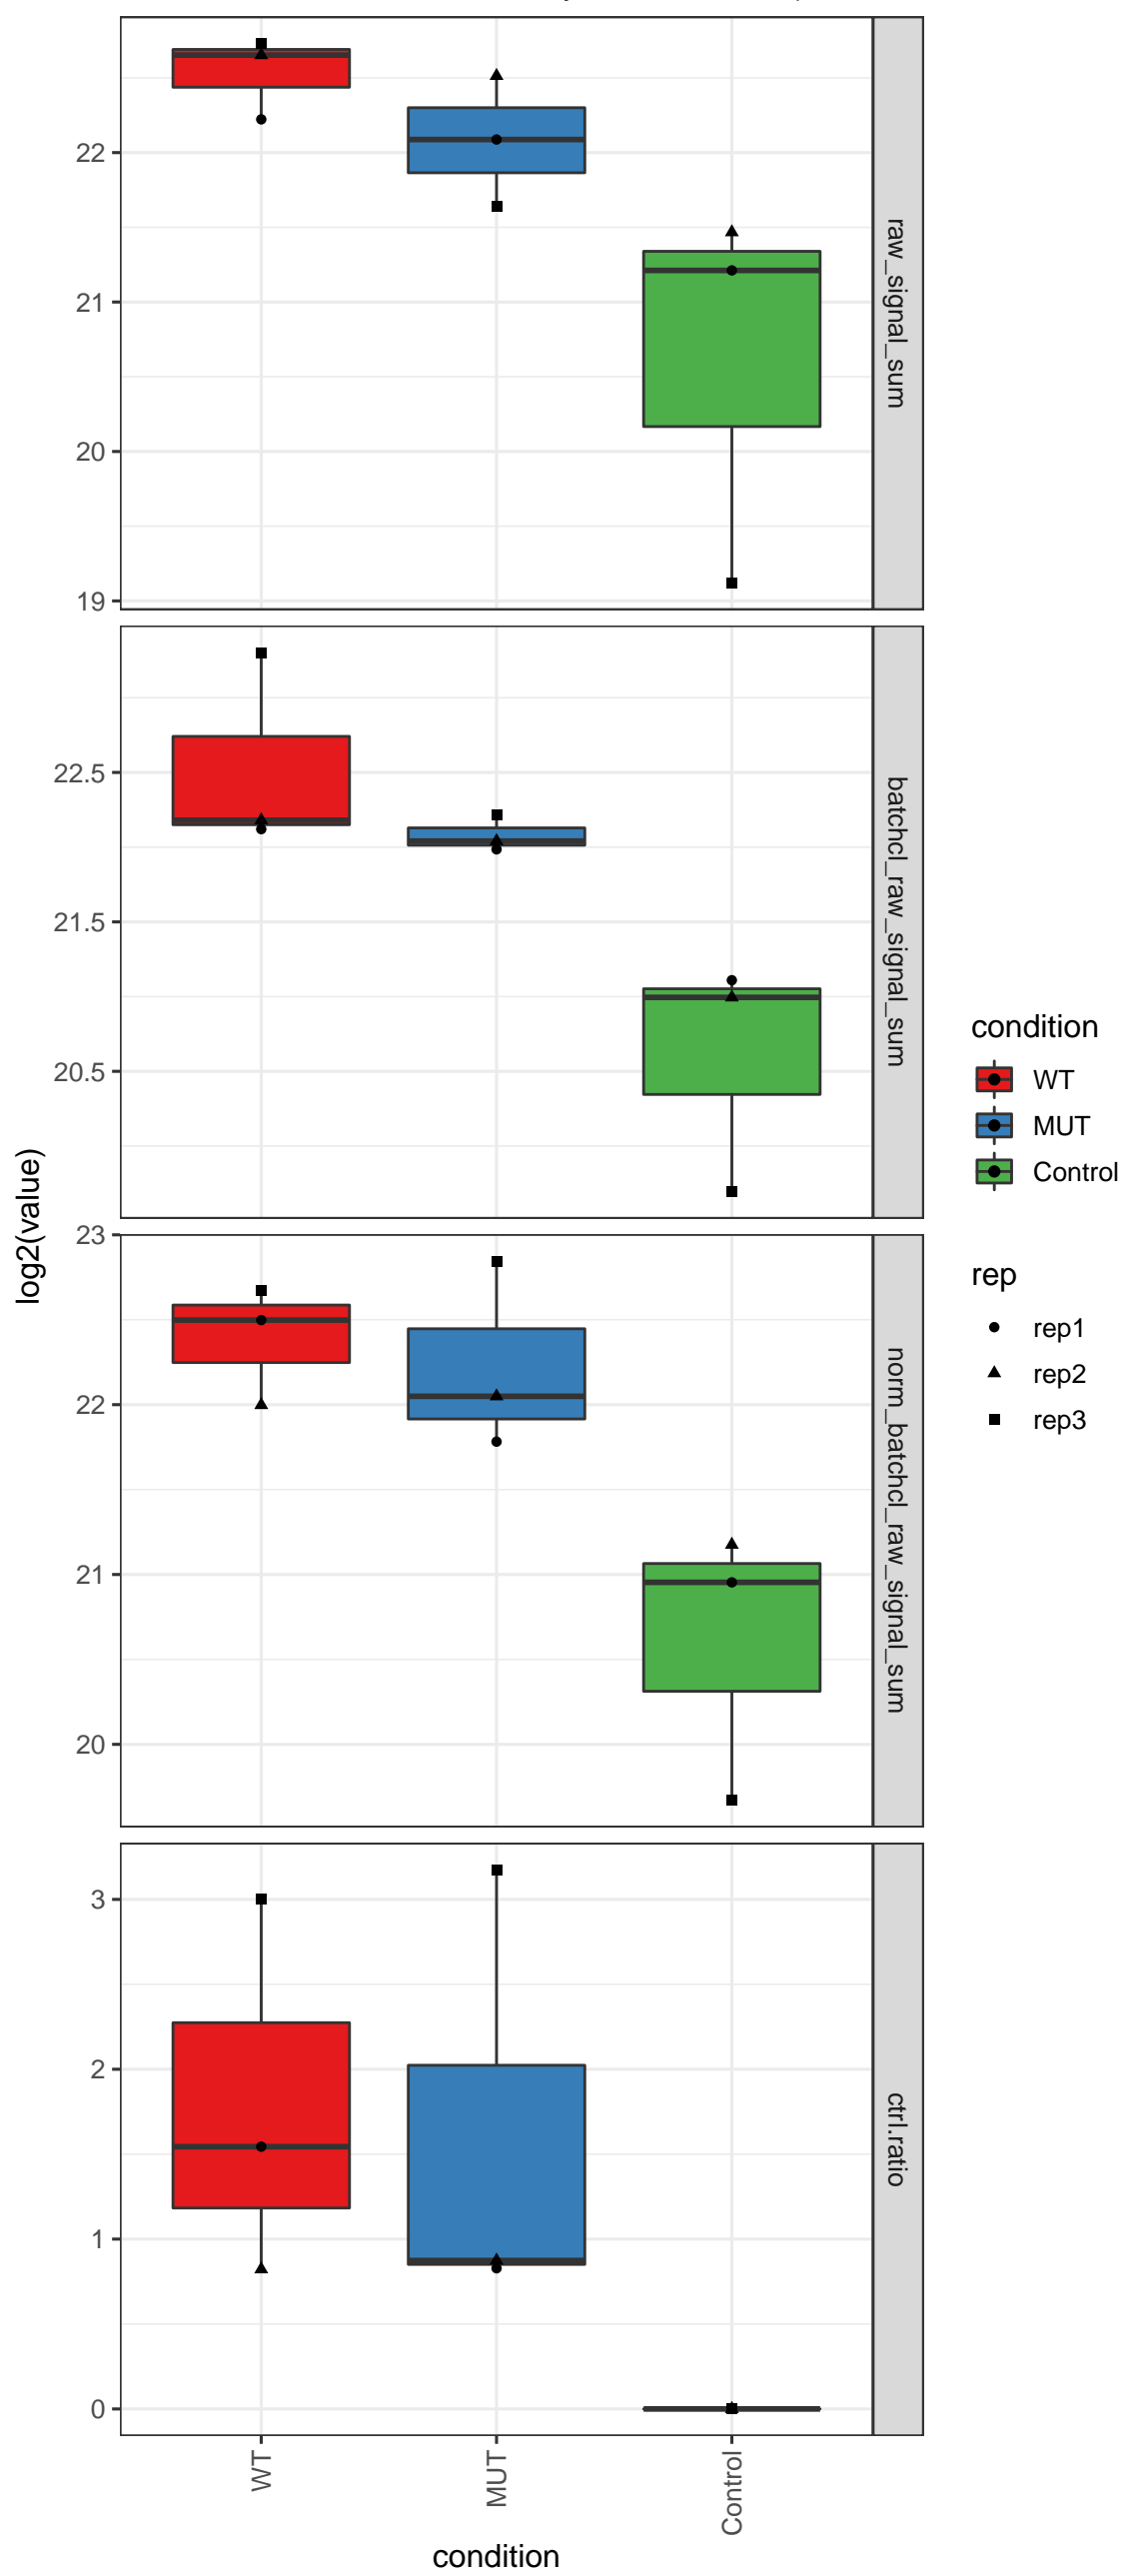 22
21
20
19
raw_signal_sum
22.5
21.5
20.5
batchcl_raw_signal_sum
23
22
21
20
norm_batchcl_raw_signal_sum
3
2
1
0
ctrl.ratio
log2(value)
WT
MUT
Control
condition
condition
WT
MUT
Control
rep
rep1
rep2
rep3